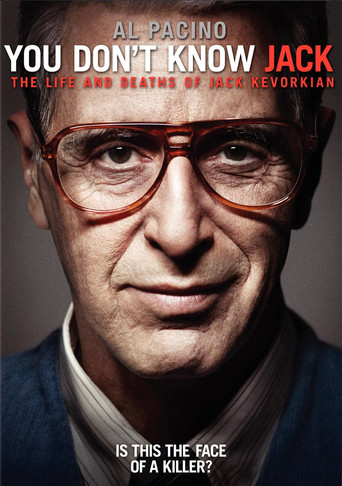 AL PACINO
YOU DON'T KNOW JACK
THE LIFE AND DEATHS OF JACK KEVORKIAN
IS THIS THE FACE
OF A KILLER?